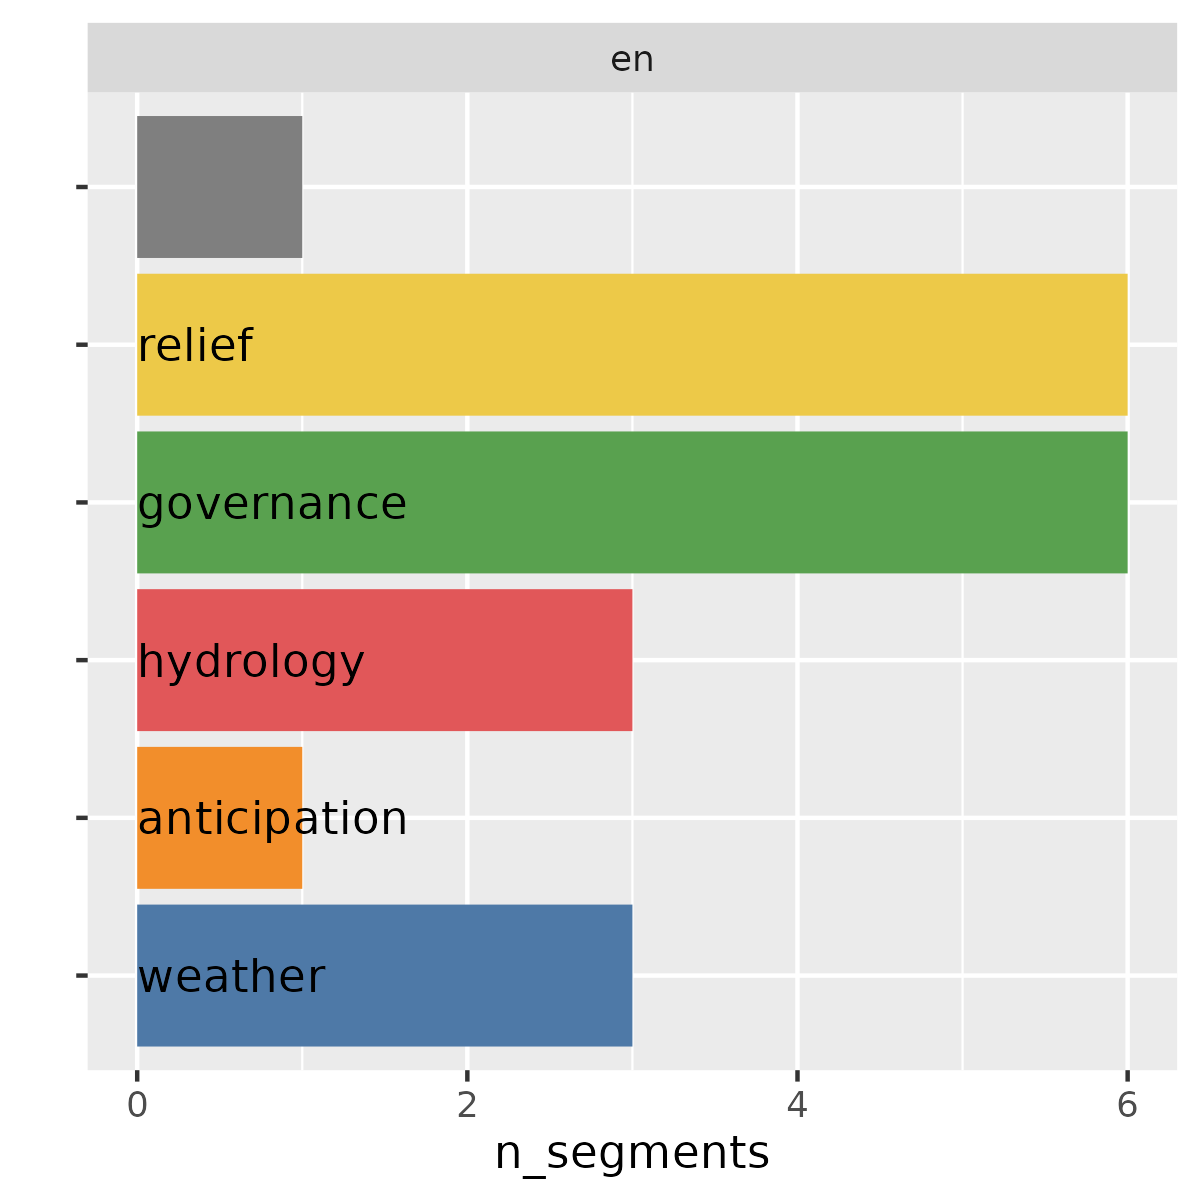 en
relief
governance
hydrology
anticipation
weather
0 2 4 6
n_segments